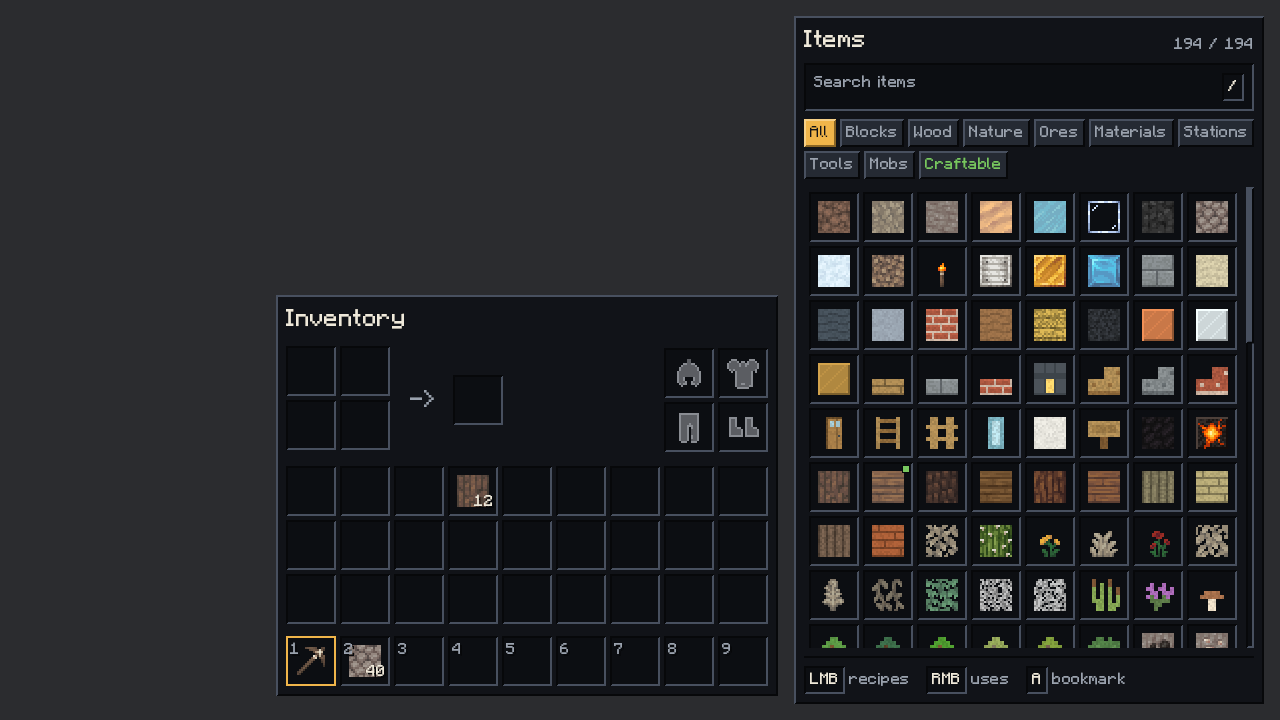 Items
194 / 194
Search items
/
All Blocks Wood Nature Ores Materials Stations
Tools Mobs Craftable
Inventory
->
12
1 2 3 4 5 6 7 8 9
40
LMB recipes RMB uses A bookmark